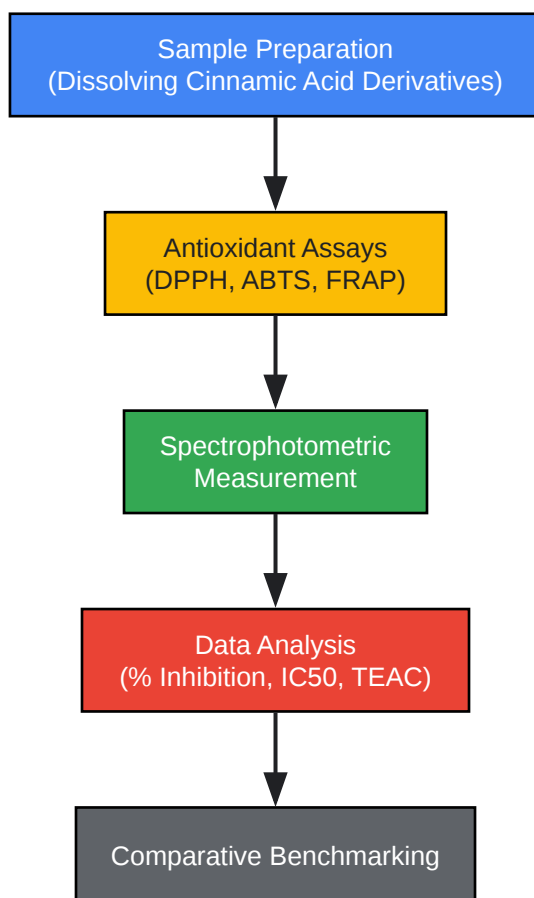 Sample Preparation
(Dissolving Cinnamic Acid Derivatives)
Antioxidant Assays
(DPPH, ABTS, FRAP)
Spectrophotometric
Measurement
Data Analysis
(% Inhibition, IC50, TEAC)
Comparative Benchmarking